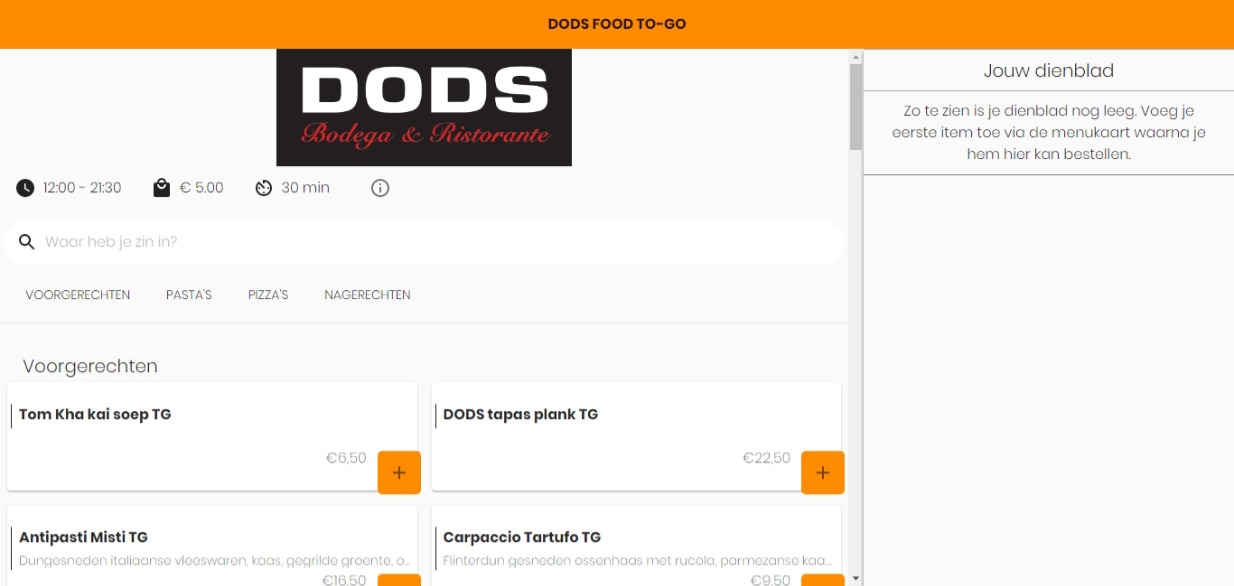 DODS FOOD TO-GO
DODS
Bodega & Ristorante
12:00 - 21:30 € 5.00 30 min
Waar heb je zin in?
VOORGERECHTEN PASTA'S PIZZA'S NAGERECHTEN
Voorgerechten
Tom Kha kai soep TG
€6,50
+
DODS tapas plank TG
€22,50
+
Antipasti Misti TG
Dungesneden italiaanse vleeswaren, kaas, gegrilde groente, o...
€16,50
Carpaccio Tartufo TG
Flinterdun gesneden ossenhaas met rucola, parmezanse kaa...
€9,50
Jouw dienblad
Zo te zien is je dienblad nog leeg. Voeg je
eerste item toe via de menukaart waarna je
hem hier kan bestellen.